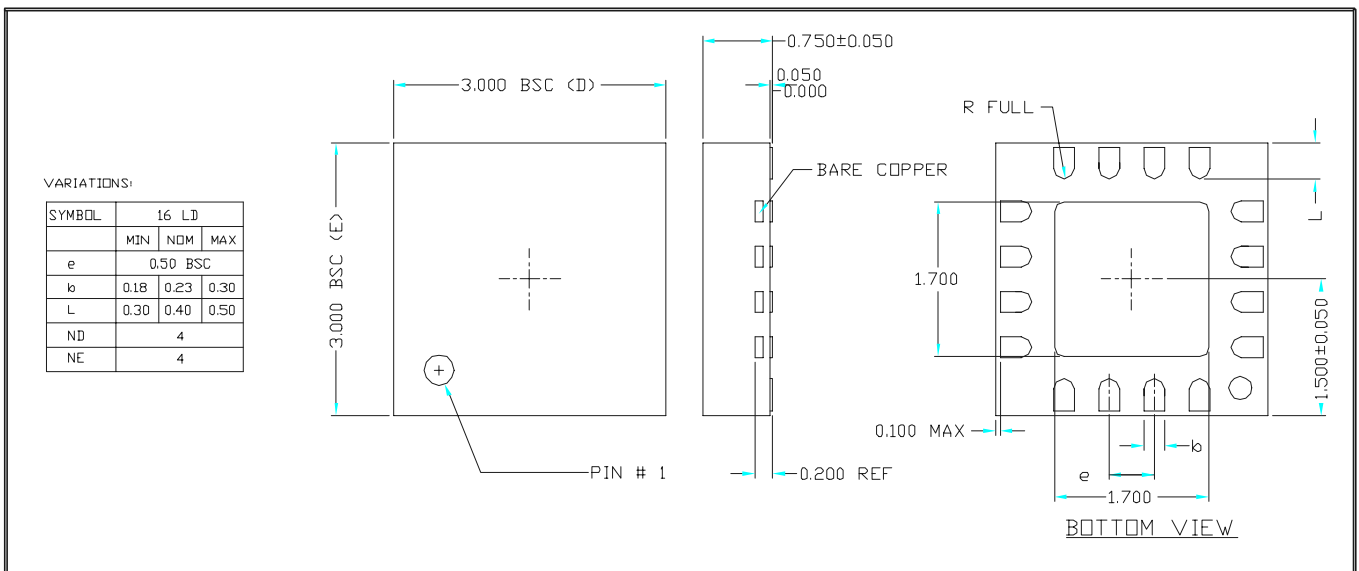 0.750±0.050
3.000 BSC (D)
0.050
0.000
R FULL
BARE COPPER
VARIATIONS:
SYMBOL 16 LD
MIN NOM MAX
e 0.50 BSC
b 0.18 0.23 0.30
L 0.30 0.40 0.50
ND 4
NE 4
3.000 BSC (E)
1.700
L
1.500±0.050
0.100 MAX
b
PIN # 1
0.200 REF
e
1.700
BOTTOM VIEW